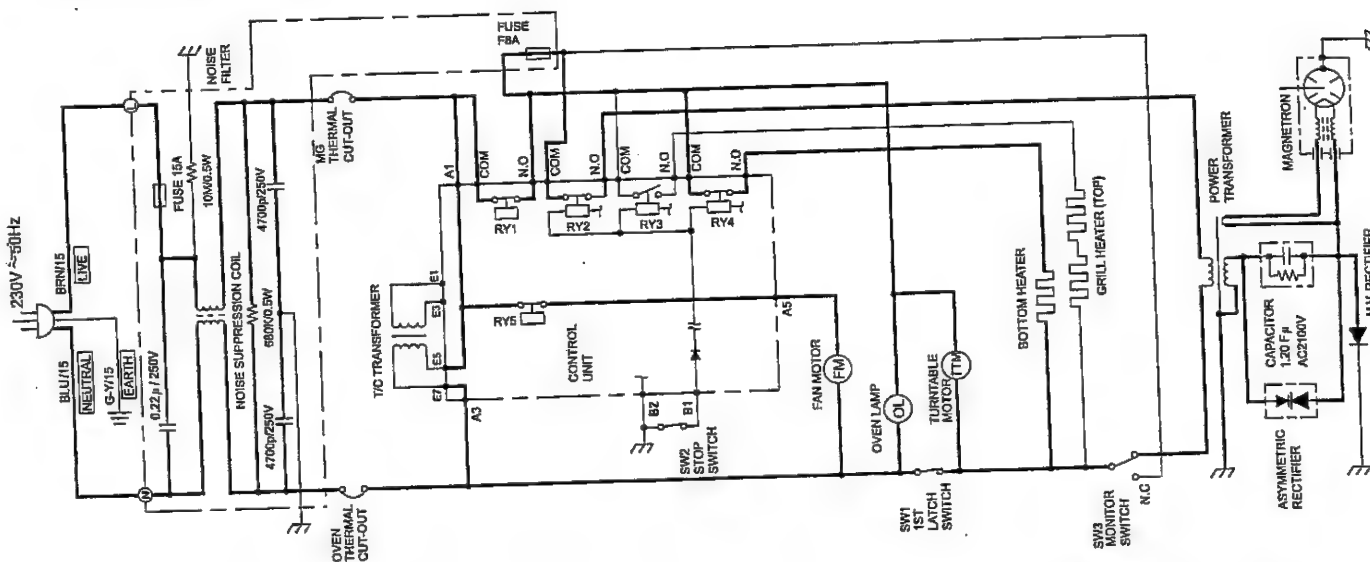 230V ~50Hz
BLU/15
BRN/15
NEUTRAL
LIVE
G-Y/15
EARTH
N
L
0.22µ / 250V
FUSE 15A
10M/0.5W
NOISE
FILTER
NOISE SUPPRESSION COIL
4700p/250V
680K/0.5W
4700p/250V
OVEN
THERMAL
CUT-OUT
MG
THERMAL
CUT-OUT
FUSE
F8A
T/C TRANSFORMER
A1
A3
A5
E1
E3
E5
E7
COM
N.O
COM
N.O
COM
N.O
COM
N.O
RY1
RY2
RY3
RY4
RY5
CONTROL
UNIT
B2
B1
SW2
STOP
SWITCH
FAN MOTOR
FM
OVEN LAMP
OL
TURNTABLE
MOTOR
TTM
SW1
1ST
LATCH
SWITCH
BOTTOM HEATER
GRILL HEATER (TOP)
SW3
MONITOR
SWITCH
N.C
POWER
TRANSFORMER
MAGNETRON
CAPACITOR
1.20 Fµ
AC2100V
ASYMMETRIC
RECTIFIER
H.V. RECTIFIER